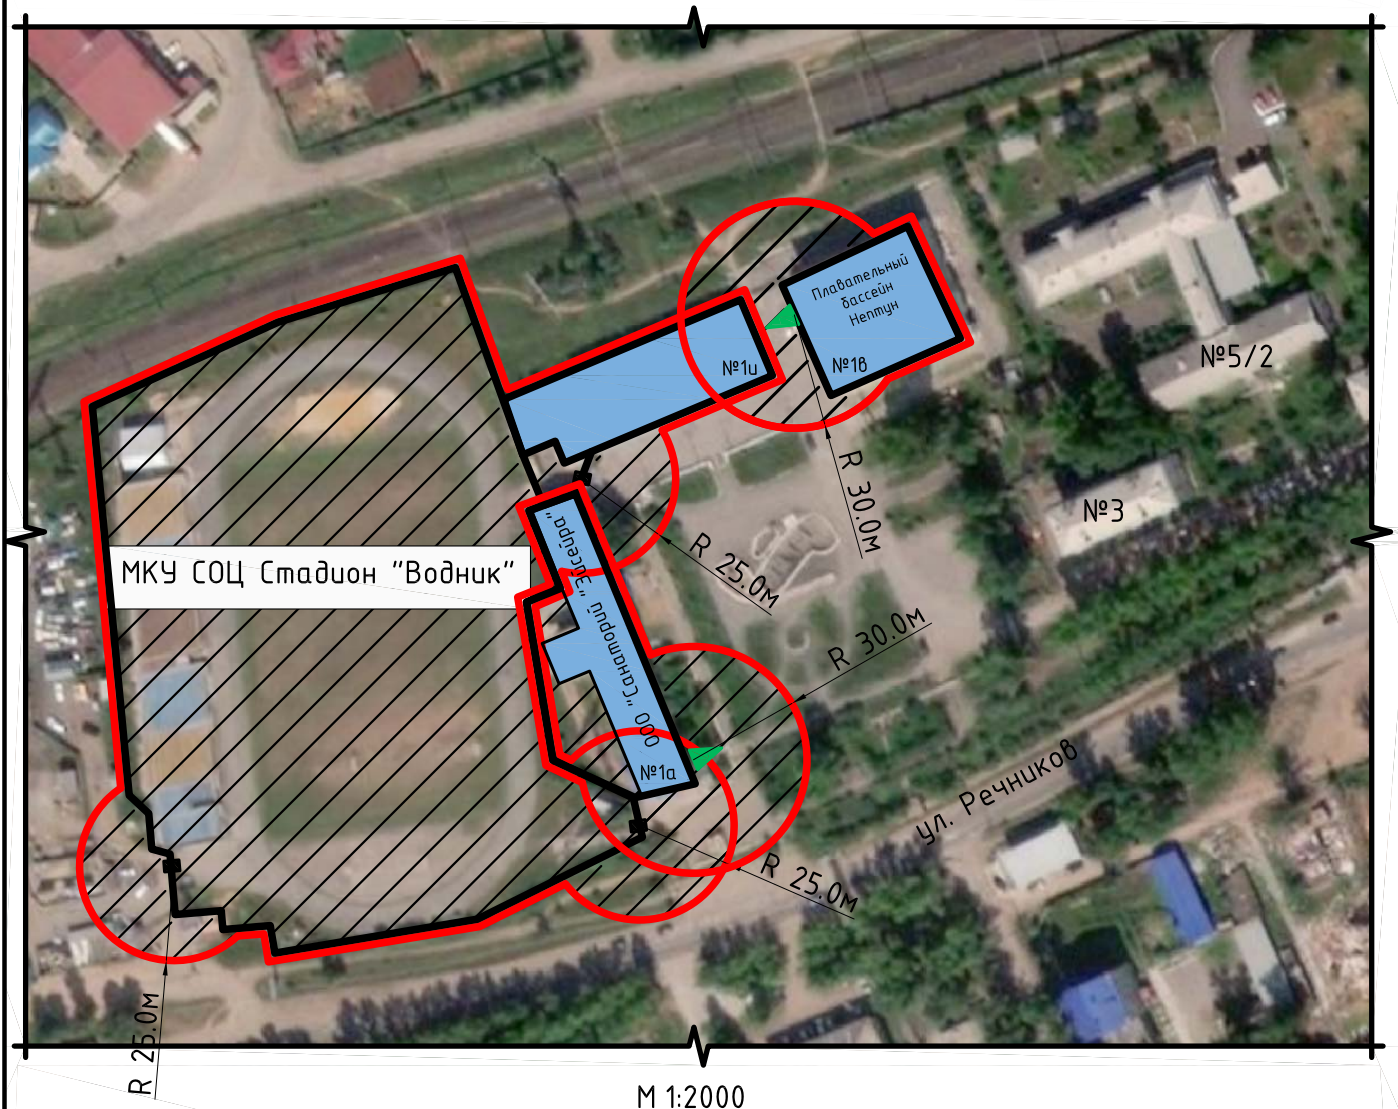 Плавательный
бассейн
Нептун
№1и
№1в
№5/2
№3
R 30.0м
R 25.0м
МКУ СОЦ Стадион "Водник"
ООО "Санаторий "Энсейра"
R 30.0м
№1а
ул. Речников
R 25.0м
R 25.0м
М 1:2000